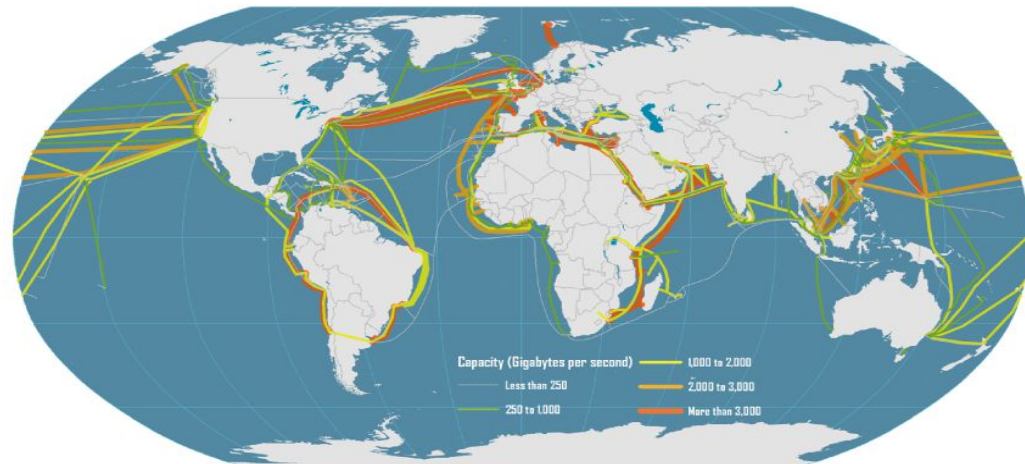 Capacity (Gigabytes per second)
Less than 250
250 to 1,000
1,000 to 2,000
2,000 to 3,000
More than 3,000